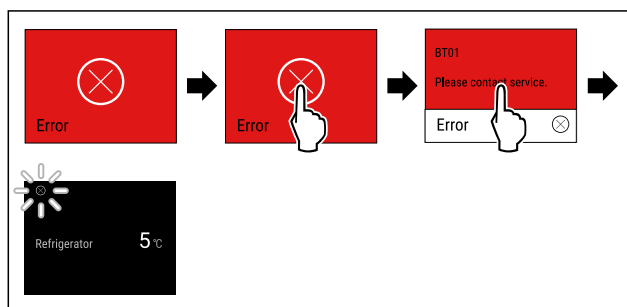 Error
Error
BT01
Please contact service.
Error
Refrigerator 5 °C